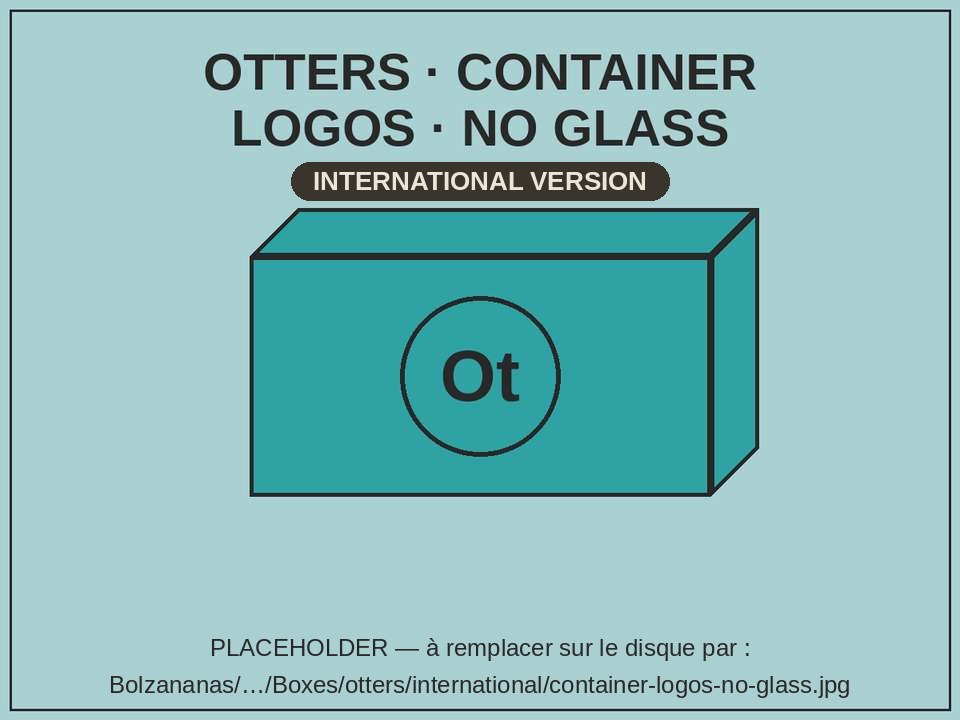 OTTERS · CONTAINER
LOGOS · NO GLASS
INTERNATIONAL VERSION
Ot
PLACEHOLDER — à remplacer sur le disque par :
Bolzananas/…/Boxes/otters/international/container-logos-no-glass.jpg